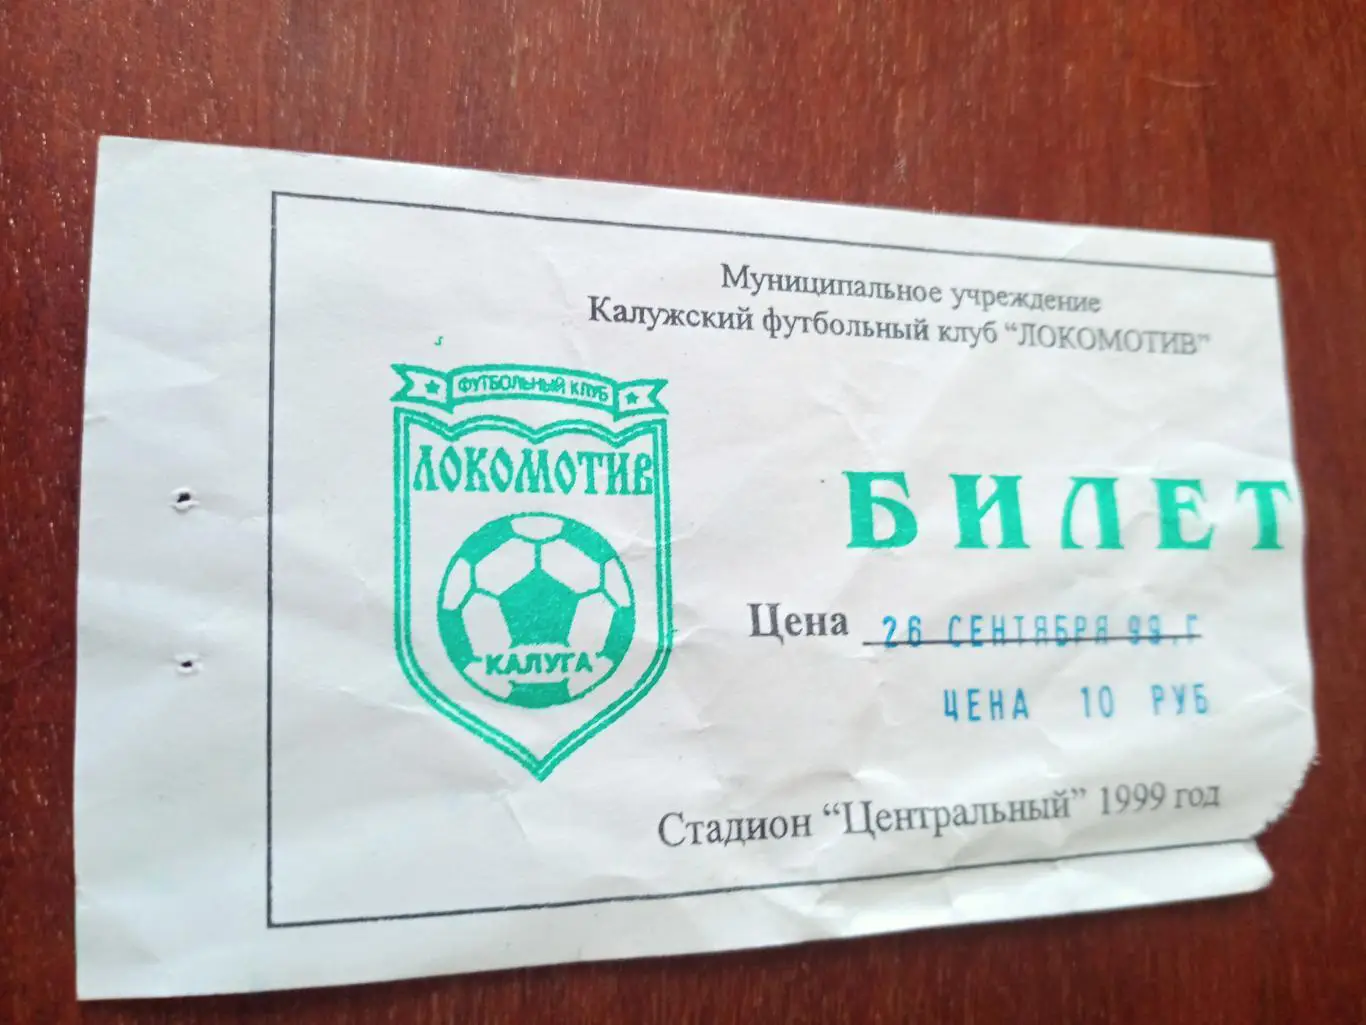 Муниципальное учреждение
Калужский футбольный клуб “ЛОКОМОТИВ”
ФУТБОЛЬНЫЙ КЛУБ
ЛОКОМОТИВ
КАЛУГА
БИЛЕТ
Цена 26 СЕНТЯБРЯ 99.Г
ЦЕНА 10 РУБ
Стадион “Центральный” 1999 год